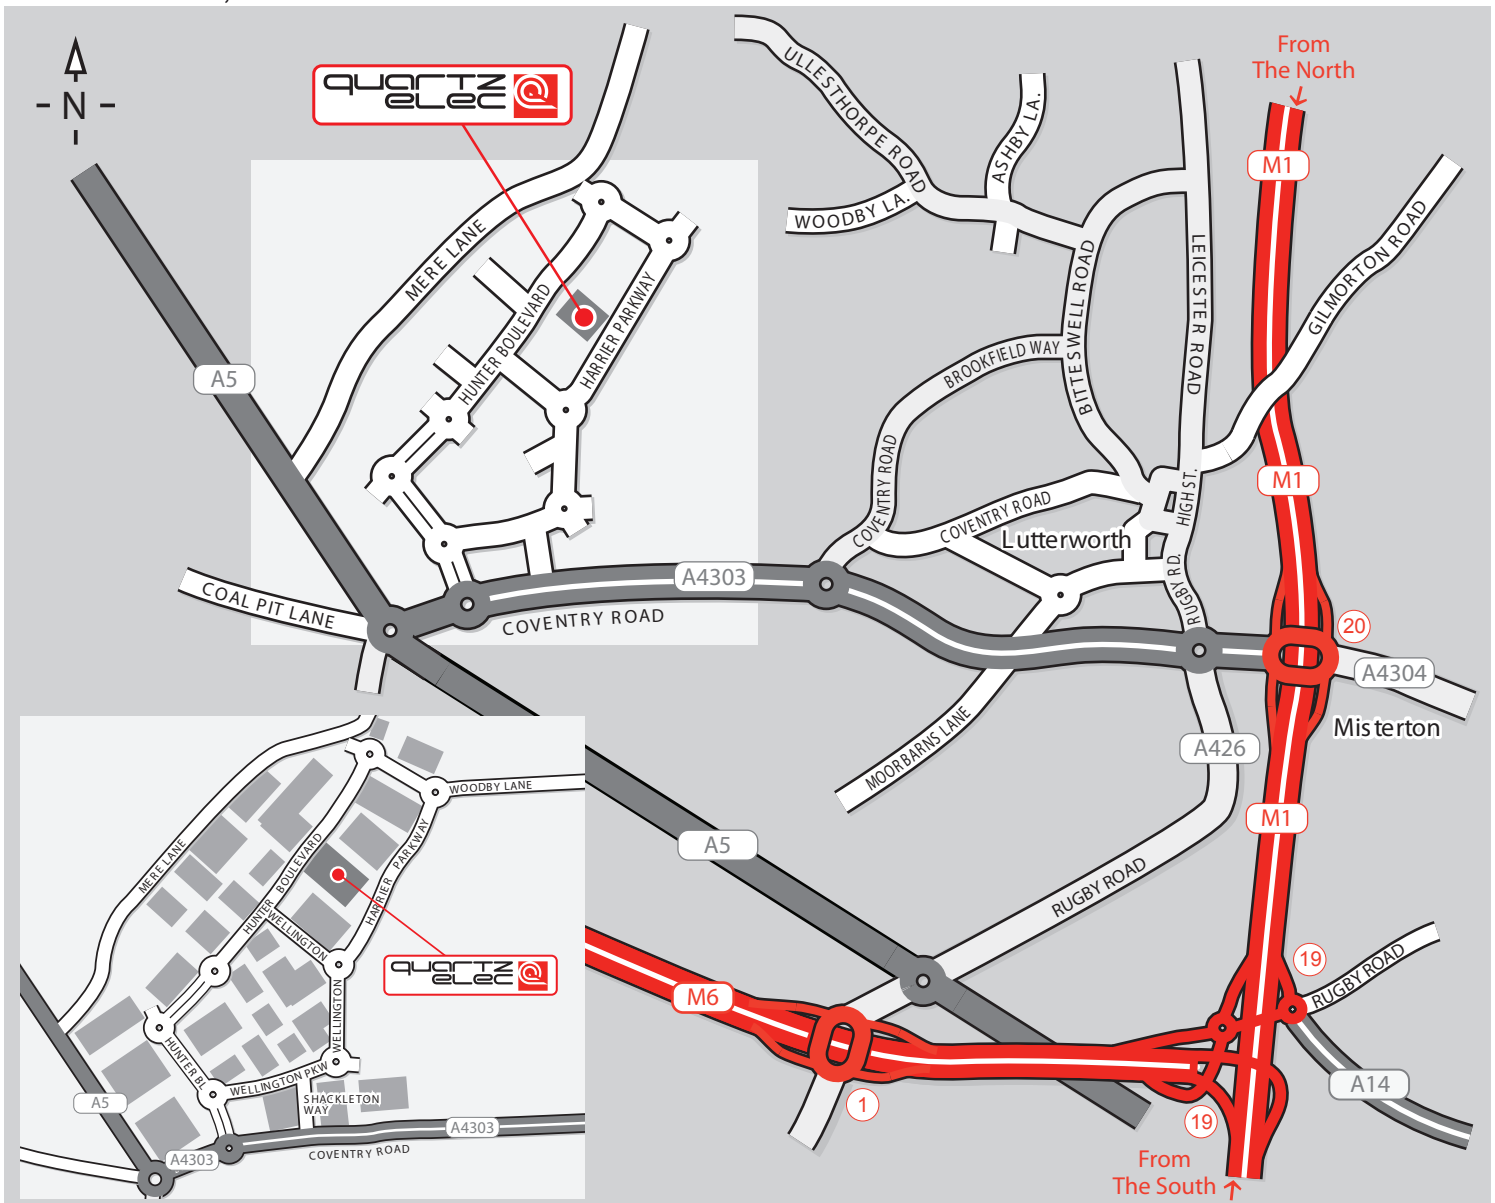 From
The North
quartz
elec
N
ULLESTHORPE ROAD
ASHBY LA.
WOODBY LA.
M1
MERE LANE
LEICESTER ROAD
GILMORTON ROAD
BITTESWELL ROAD
HUNTER BOULEVARD
HARRIER PARKWAY
A5
BROOKFIELD WAY
COVENTRY ROAD
COVENTRY ROAD
HIGH ST.
M1
Lutterworth
A4303
RUGBY RD.
COAL PIT LANE
COVENTRY ROAD
20
A4304
Misterton
MOORBARNS LANE
A426
WOODBY LANE
M1
A5
MERE LANE
HUNTER BOULEVARD
HARRIER PARKWAY
RUGBY ROAD
WELLINGTON
quartz
elec
19
RUGBY ROAD
M6
WELLINGTON
HUNTER BL
WELLINGTON PKW
SHACKLETON
WAY
A5
A14
1
19
A4303
A4303
COVENTRY ROAD
From
The South